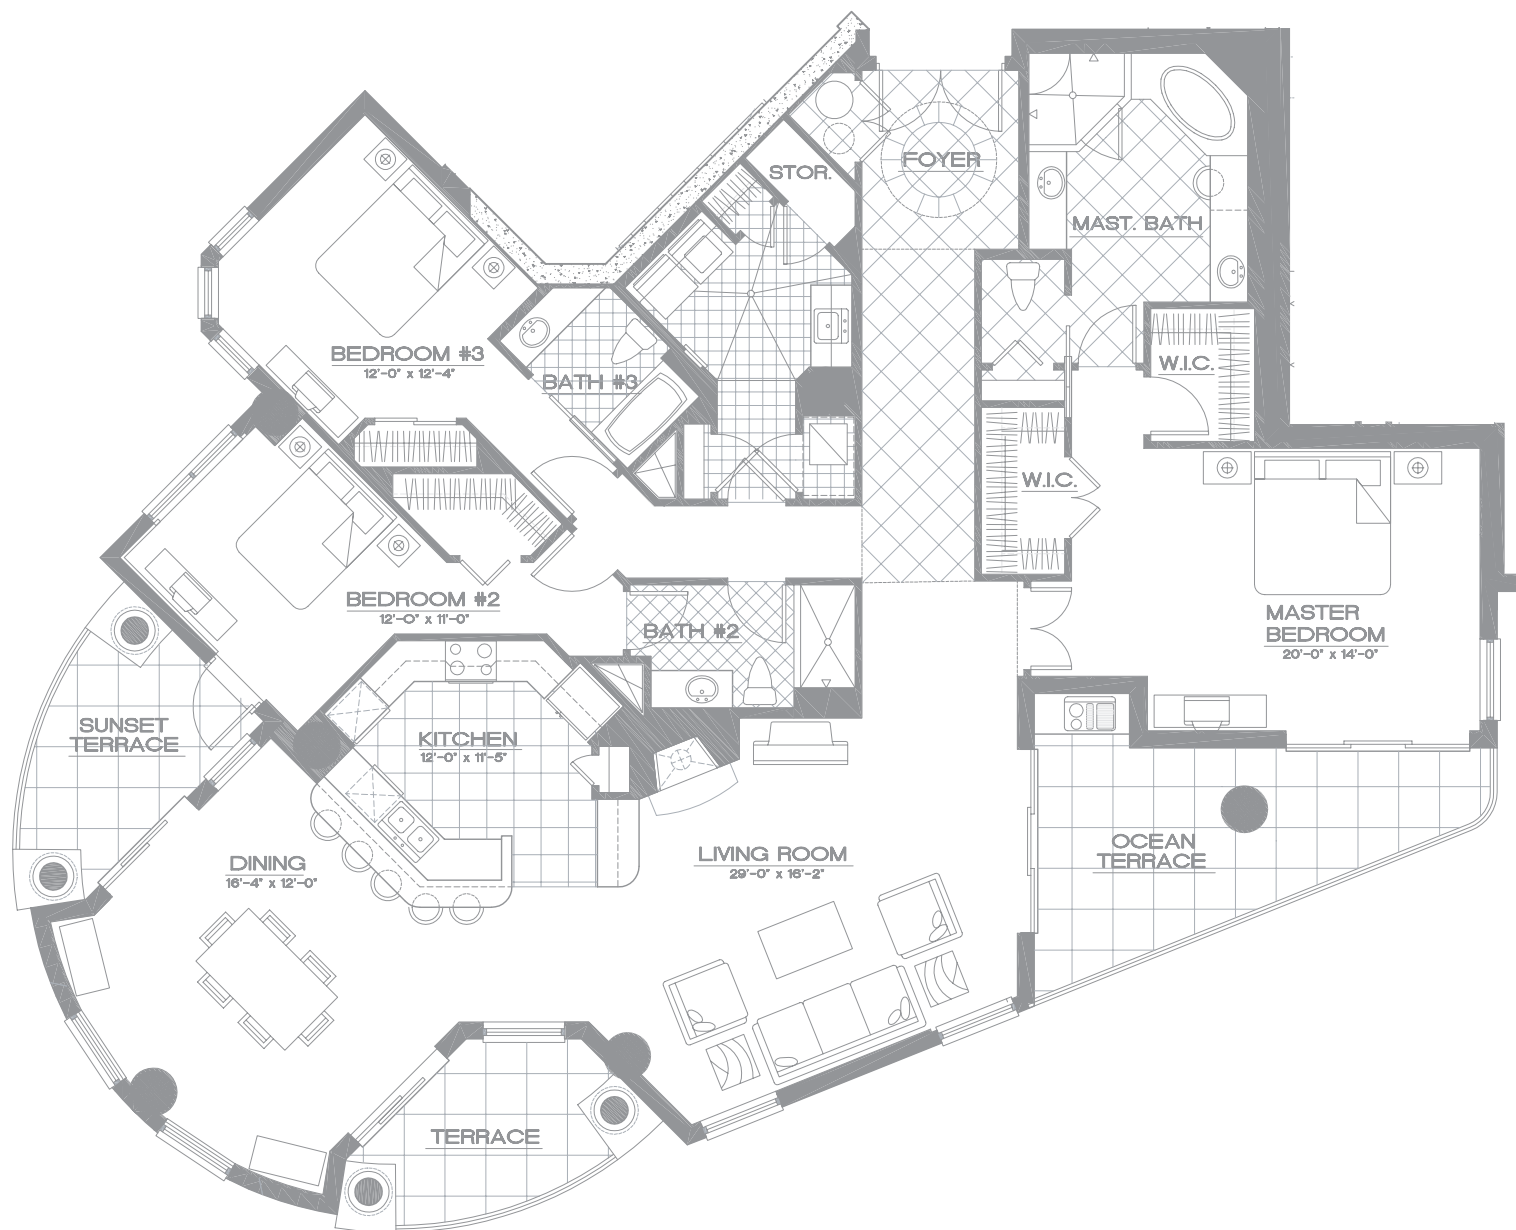 FOYER
STOR.
MAST. BATH
BEDROOM #3
12'-0" x 12'-4"
BATH #3
W.I.C.
W.I.C.
BEDROOM #2
12'-0" x 11'-0"
BATH #2
MASTER
BEDROOM
20'-0" x 14'-0"
SUNSET
TERRACE
KITCHEN
12'-0" x 11'-5"
OCEAN
TERRACE
LIVING ROOM
29'-0" x 16'-2"
DINING
16'-4" x 12'-0"
TERRACE